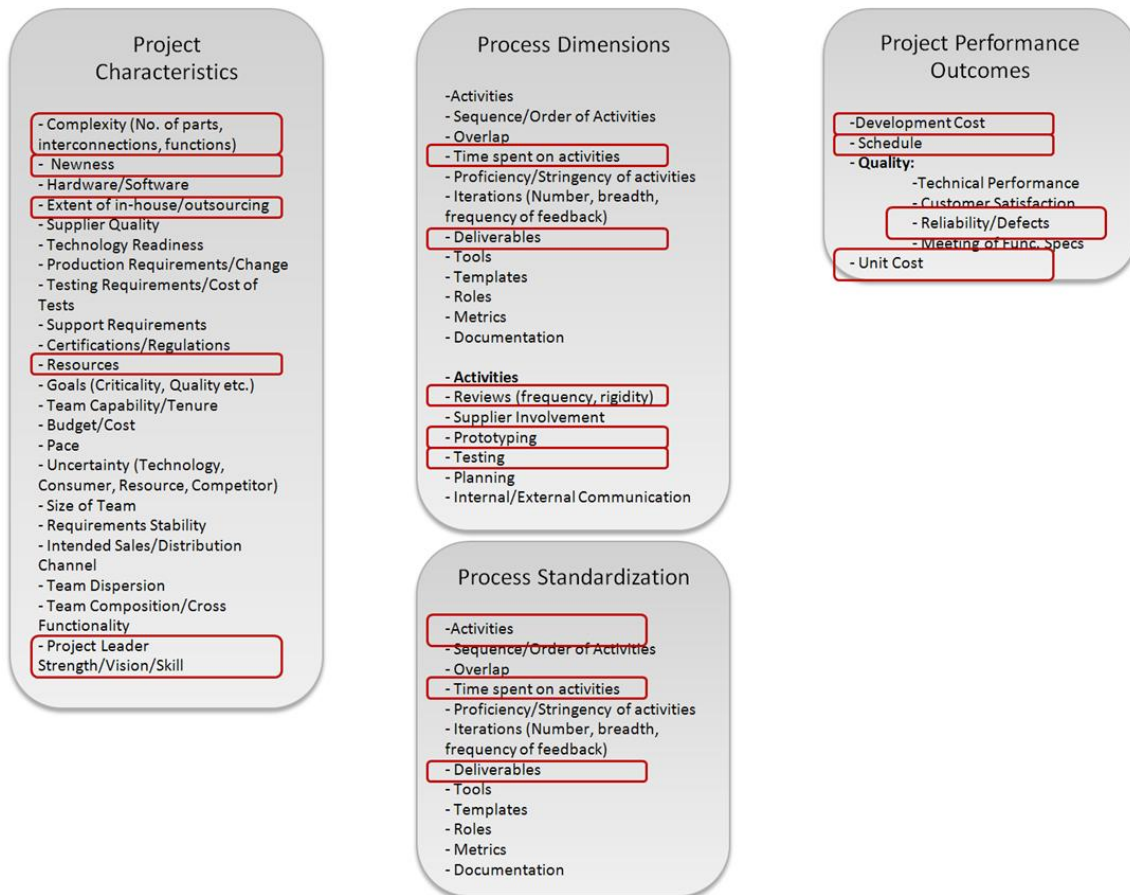 Project
Characteristics
- Complexity (No. of parts,
interconnections, functions)
- Newness
- Hardware/Software
- Extent of in-house/outsourcing
- Supplier Quality
- Technology Readiness
- Production Requirements/Change
- Testing Requirements/Cost of
Tests
- Support Requirements
- Certifications/Regulations
- Resources
- Goals (Criticality, Quality etc.)
- Team Capability/Tenure
- Budget/Cost
- Pace
- Uncertainty (Technology,
Consumer, Resource, Competitor)
- Size of Team
- Requirements Stability
- Intended Sales/Distribution
Channel
- Team Dispersion
- Team Composition/Cross
Functionality
- Project Leader
Strength/Vision/Skill
Process Dimensions
-Activities
- Sequence/Order of Activities
- Overlap
- Time spent on activities
- Proficiency/Stringency of activities
- Iterations (Number, breadth,
frequency of feedback)
- Deliverables
- Tools
- Templates
- Roles
- Metrics
- Documentation
- Activities
- Reviews (frequency, rigidity)
- Supplier Involvement
- Prototyping
- Testing
- Planning
- Internal/External Communication
Process Standardization
-Activities
- Sequence/Order of Activities
- Overlap
- Time spent on activities
- Proficiency/Stringency of activities
- Iterations (Number, breadth,
frequency of feedback)
- Deliverables
- Tools
- Templates
- Roles
- Metrics
- Documentation
Project Performance
Outcomes
-Development Cost
- Schedule
- Quality:
-Technical Performance
- Customer Satisfaction
- Reliability/Defects
- Meeting of Func. Specs
- Unit Cost